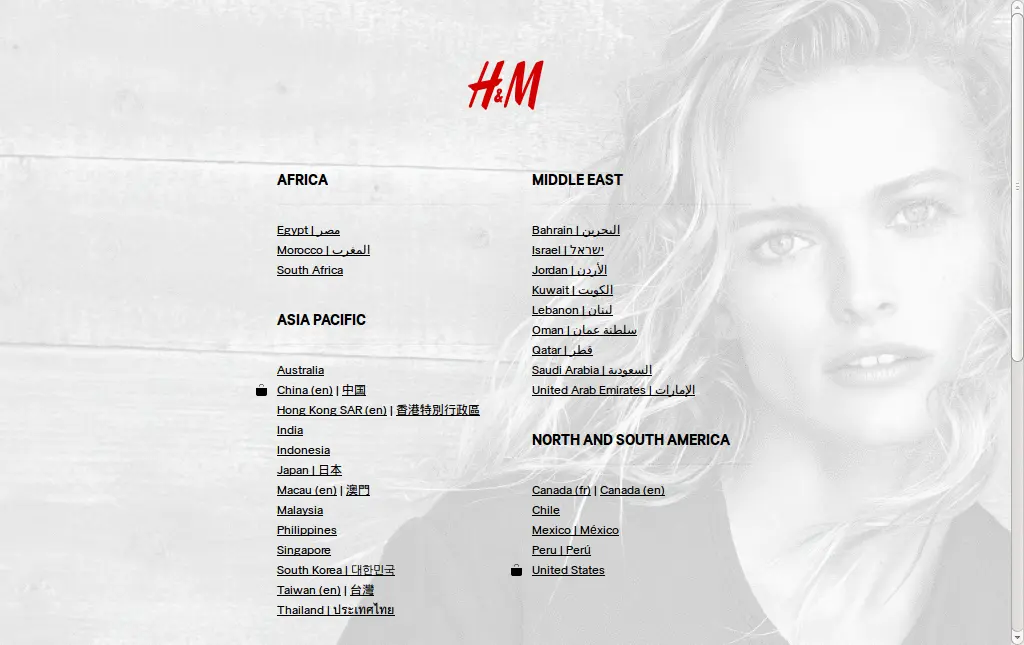 H&M
AFRICA
Egypt | مصر
Morocco | المغرب
South Africa
ASIA PACIFIC
Australia
China (en) | 中国
Hong Kong SAR (en) | 香港特別行政區
India
Indonesia
Japan | 日本
Macau (en) | 澳門
Malaysia
Philippines
Singapore
South Korea | 대한민국
Taiwan (en) | 台灣
Thailand | ประเทศไทย
MIDDLE EAST
Bahrain | البحرين
Israel | ישראל
Jordan | الأردن
Kuwait | الكويت
Lebanon | لبنان
Oman | سلطنة عمان
Qatar | قطر
Saudi Arabia | السعودية
United Arab Emirates | الإمارات
NORTH AND SOUTH AMERICA
Canada (fr) | Canada (en)
Chile
Mexico | México
Peru | Perú
United States